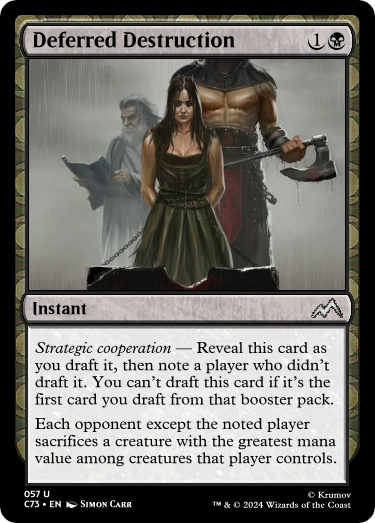 Deferred Destruction 1
Instant
Strategic cooperation — Reveal this card as
you draft it, then note a player who didn't
draft it. You can't draft this card if it's the
first card you draft from that booster pack.
Each opponent except the noted player
sacrifices a creature with the greatest mana
value among creatures that player controls.
057 U
C73 • EN SIMON CARR
© Krumov
™ & © 2024 Wizards of the Coast